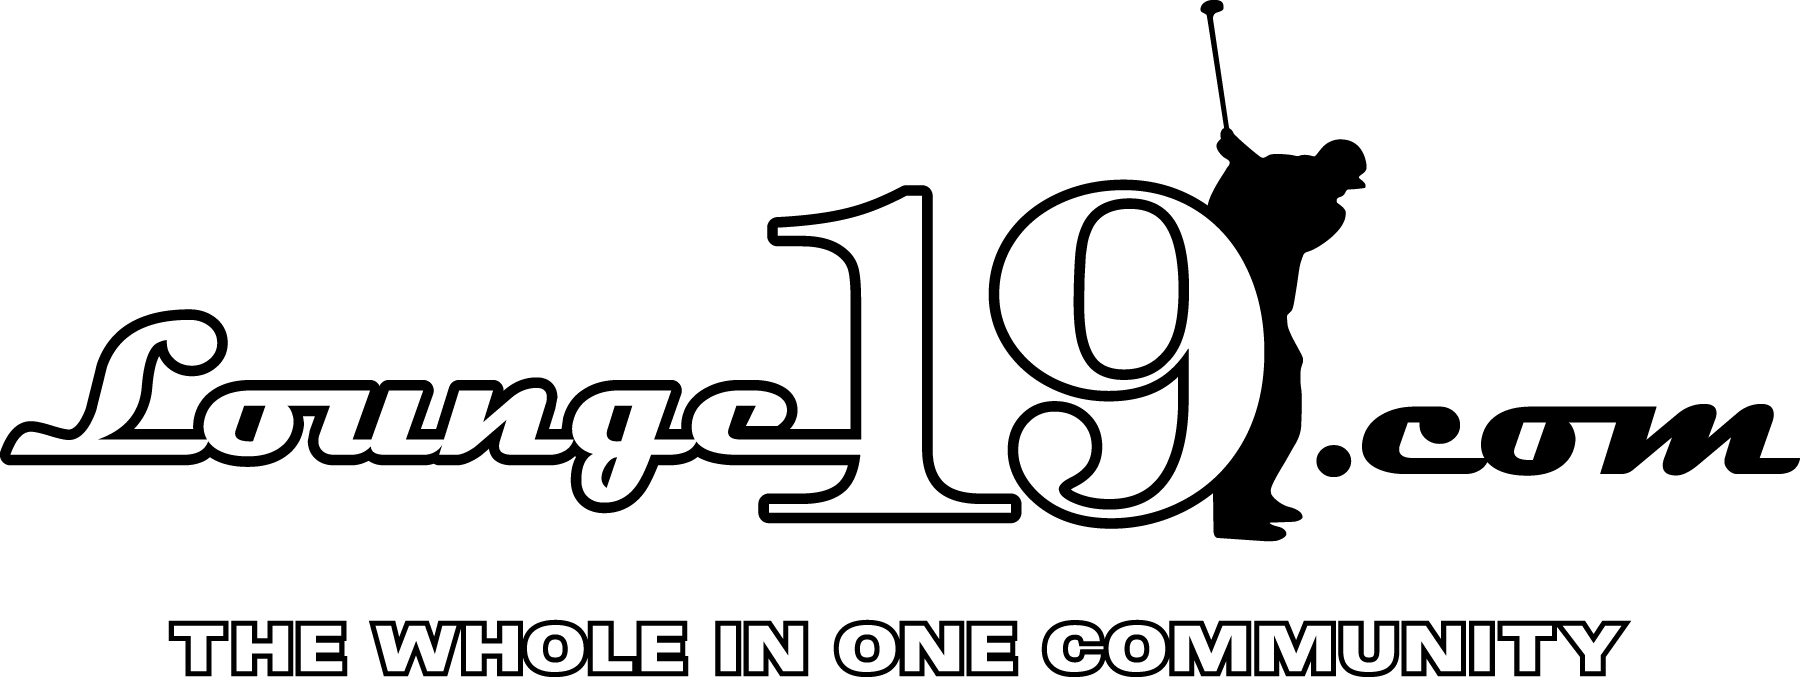 Lounge19.com
THE WHOLE IN ONE COMMUNITY